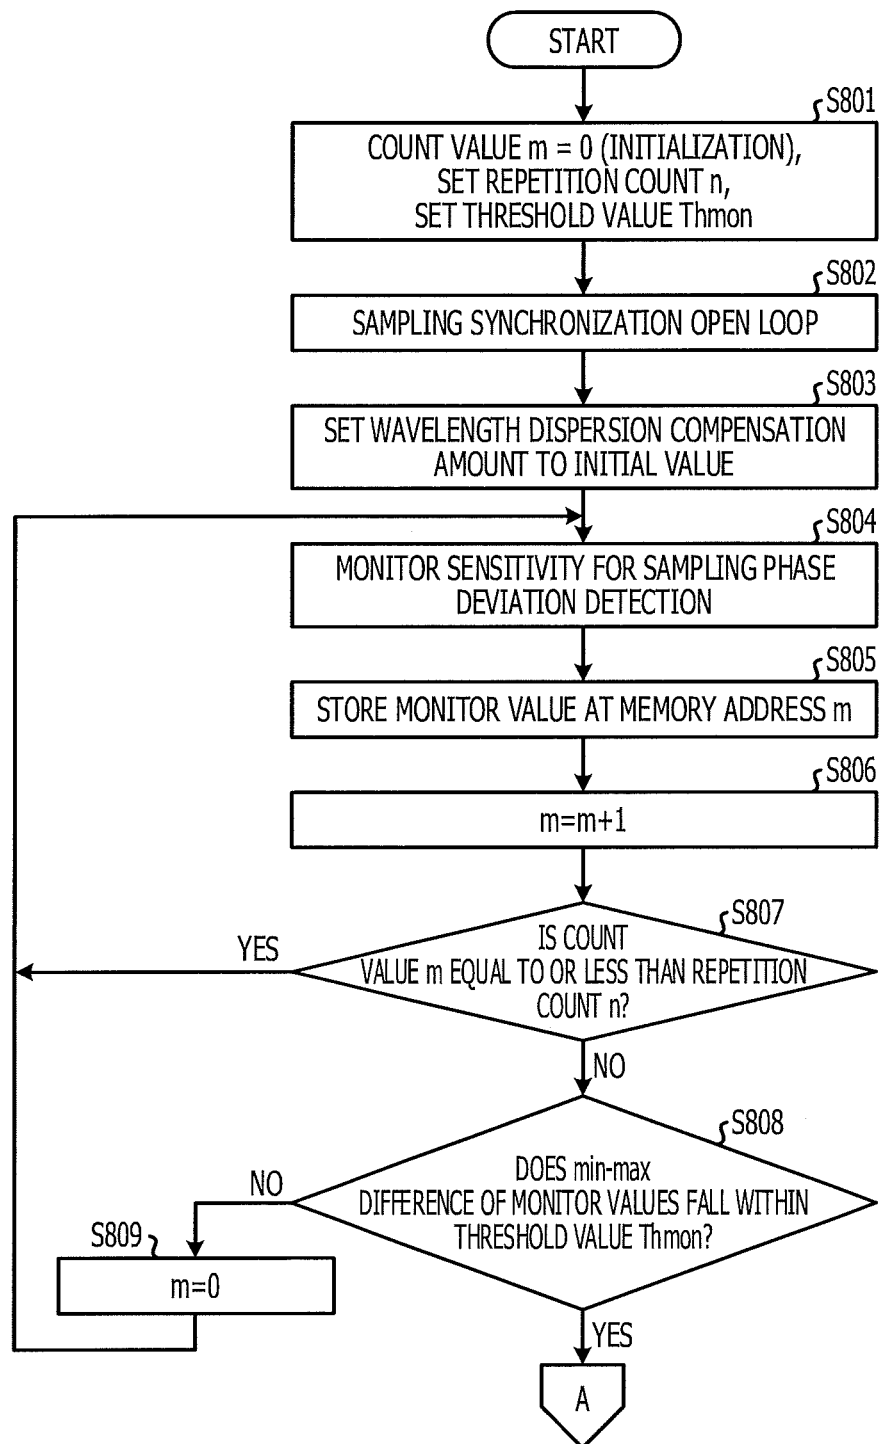 START
S801
COUNT VALUE m = 0 (INITIALIZATION),
SET REPETITION COUNT n,
SET THRESHOLD VALUE Thmon
S802
SAMPLING SYNCHRONIZATION OPEN LOOP
S803
SET WAVELENGTH DISPERSION COMPENSATION
AMOUNT TO INITIAL VALUE
S804
MONITOR SENSITIVITY FOR SAMPLING PHASE
DEVIATION DETECTION
S805
STORE MONITOR VALUE AT MEMORY ADDRESS m
S806
m=m+1
S807
YES
IS COUNT
VALUE m EQUAL TO OR LESS THAN REPETITION
COUNT n?
NO
S808
NO
DOES min-max
DIFFERENCE OF MONITOR VALUES FALL WITHIN
THRESHOLD VALUE Thmon?
S809
m=0
YES
A